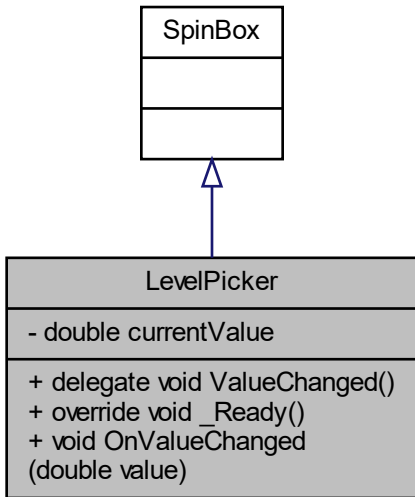 SpinBox
LevelPicker
- double currentValue
+ delegate void ValueChanged()
+ override void _Ready()
+ void OnValueChanged
(double value)